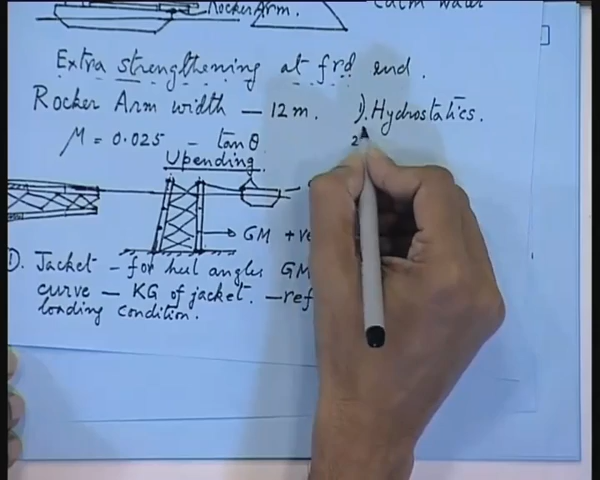 Rocker Arm. Calm water
Extra strengthening at frd end.
Rocker Arm width — 12 m. 1). Hydrostatics.
μ = 0.025 — tan θ 2
Upending
GM +ve
①. Jacket — for heel angles GM
curve — KG of jacket. — ref
loading condition.